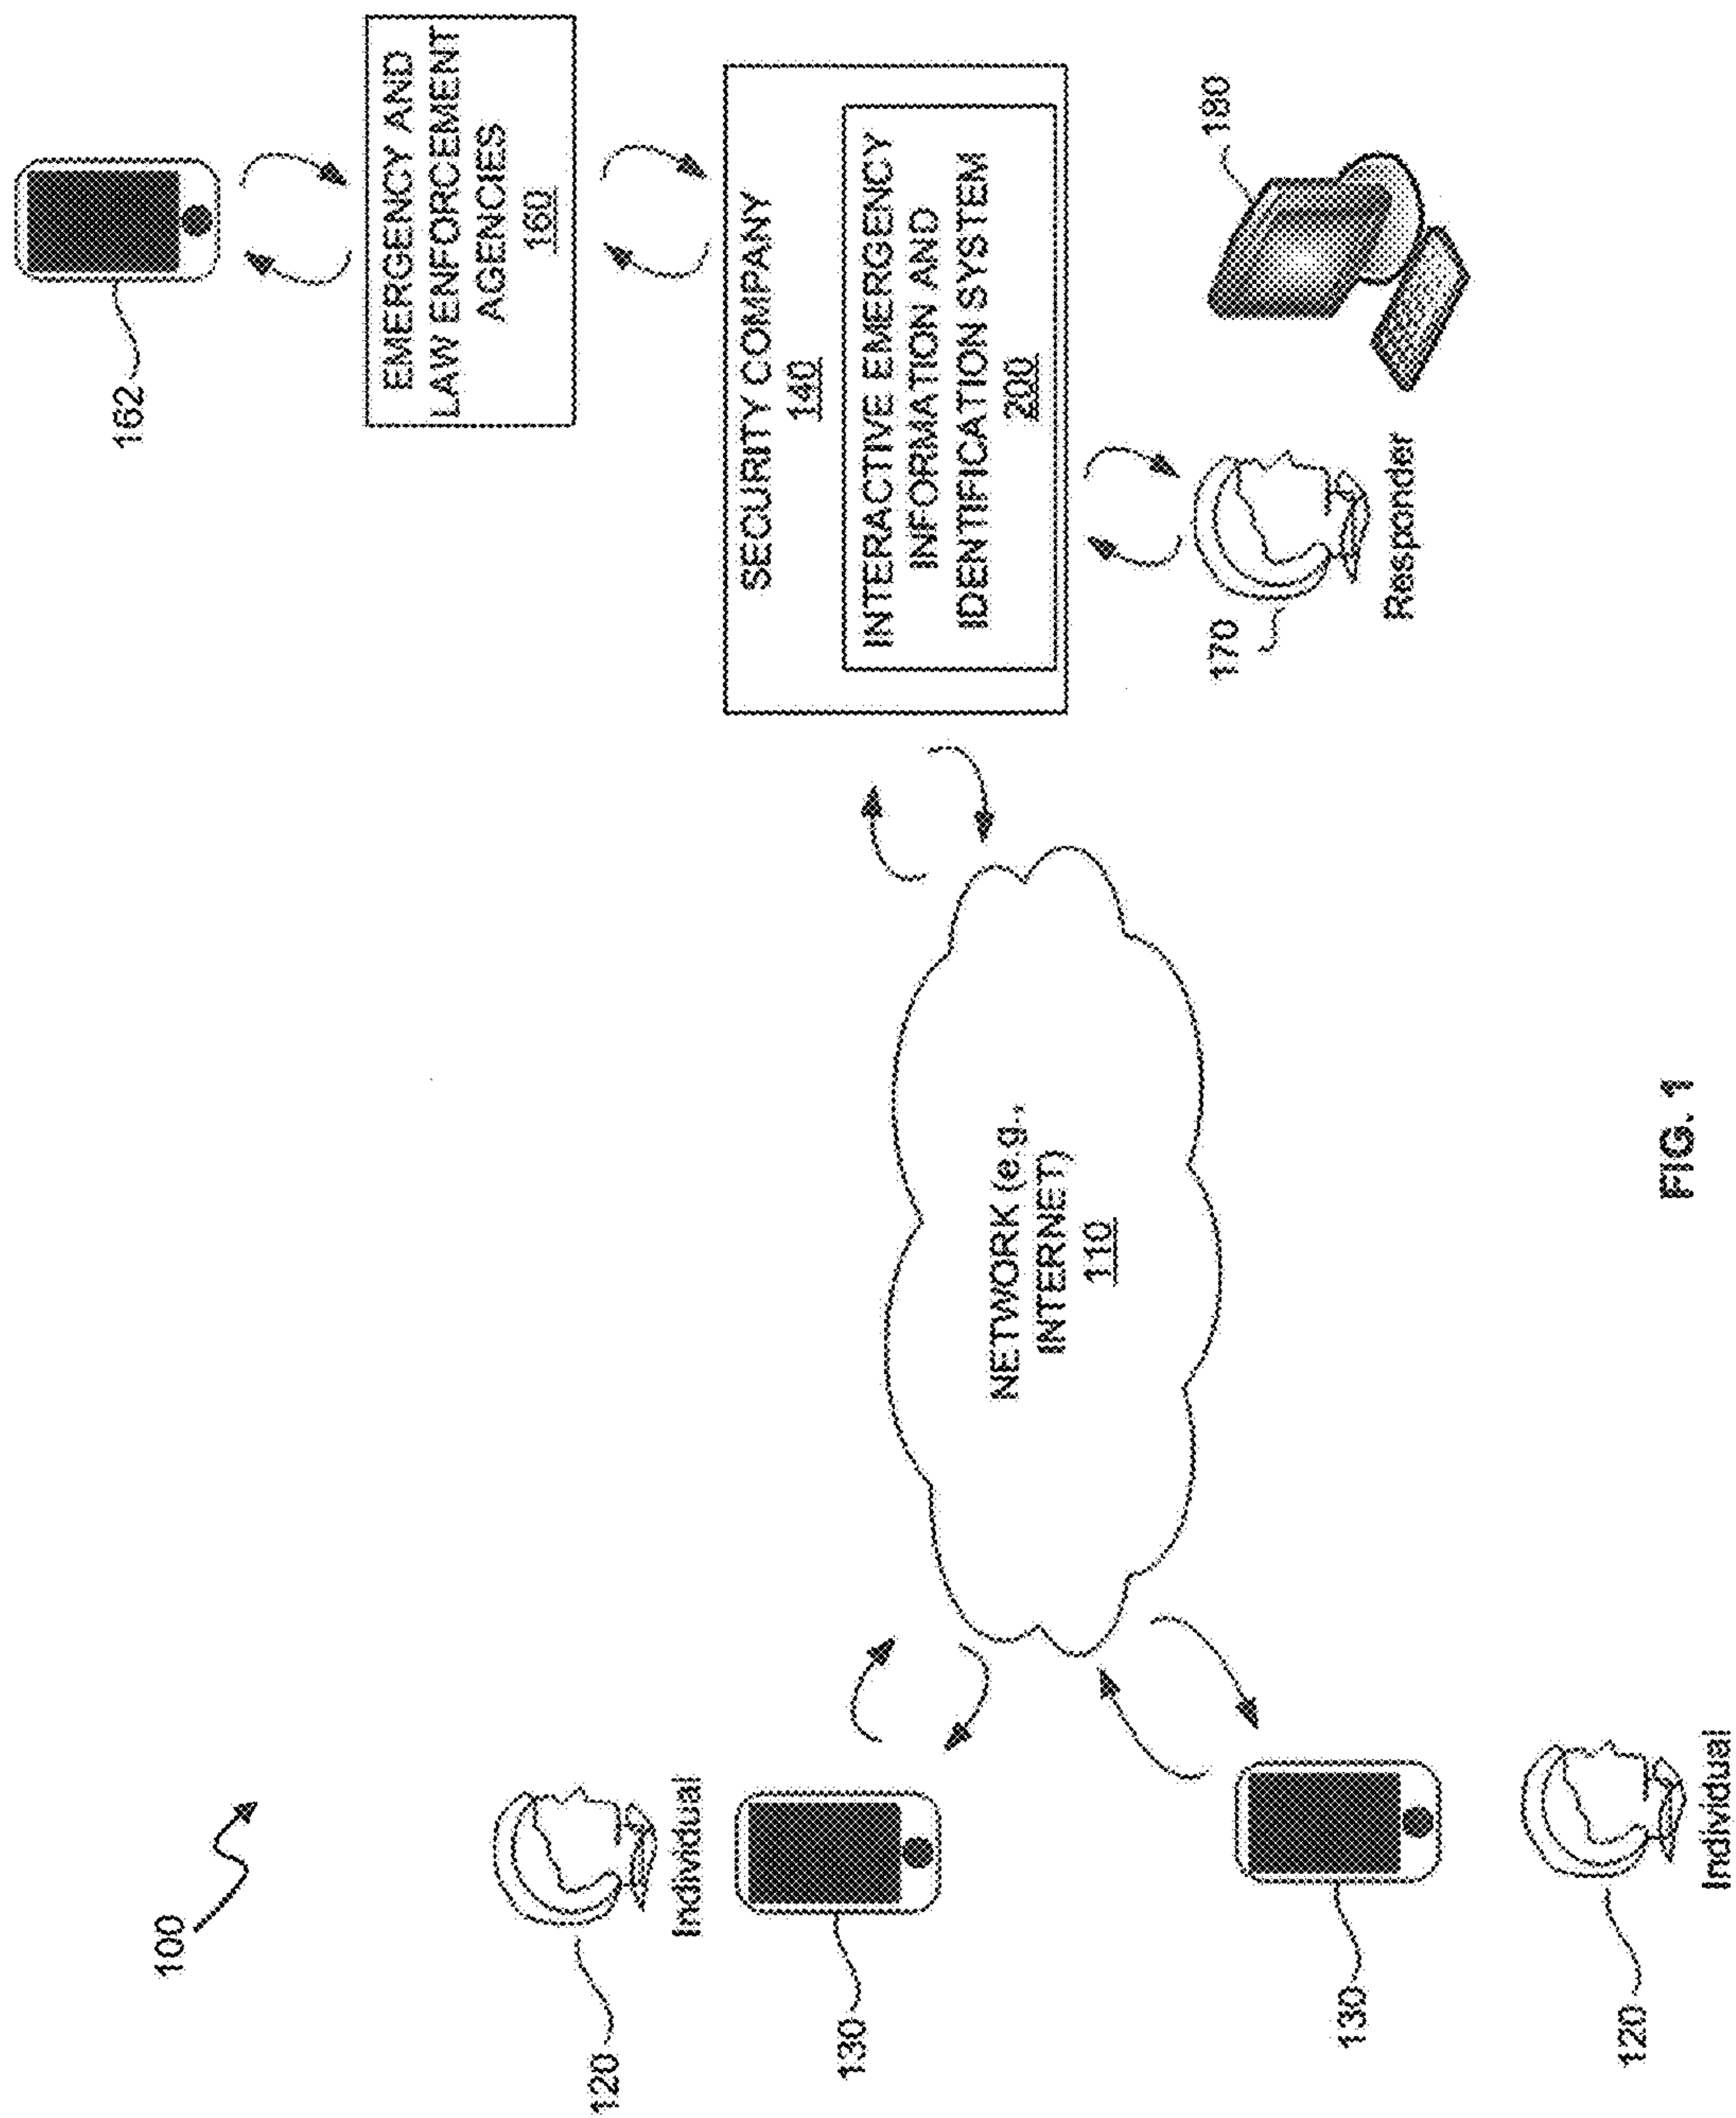 100
162
EMERGENCY AND
LAW ENFORCEMENT
AGENCIES
160
120
Individual
130
SECURITY COMPANY
140
INTERACTIVE EMERGENCY
INFORMATION AND
IDENTIFICATION SYSTEM
200
NETWORK (e.g.,
INTERNET)
110
170
Responder
180
130
120
Individual
FIG. 1